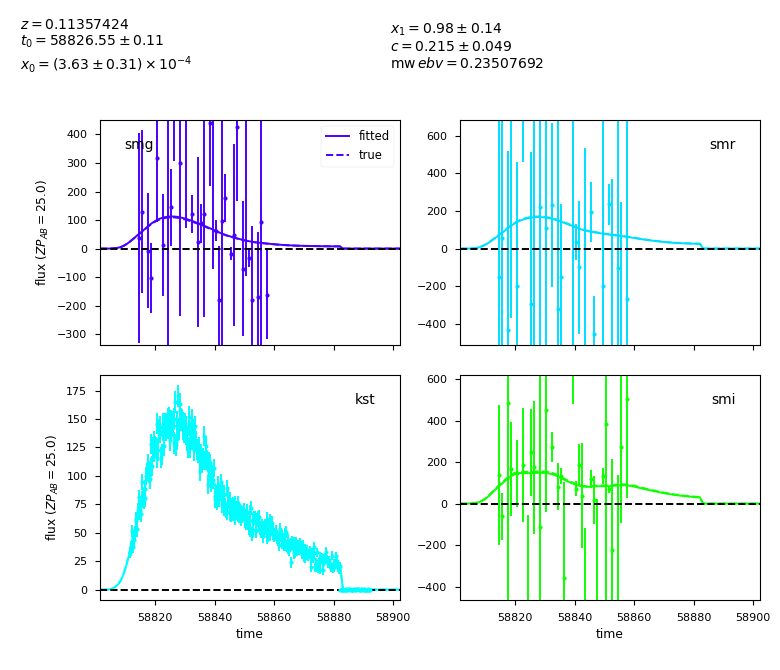 z = 0.11357424
t0 = 58826.55 ± 0.11
x0 = (3.63 ± 0.31) × 10⁻⁴
x1 = 0.98 ± 0.14
c = 0.215 ± 0.049
mw ebv = 0.23507692
smg
fitted
true
flux (ZP_AB = 25.0)
400
300
200
100
0
−100
−200
−300
smr
600
400
200
0
−200
−400
kst
flux (ZP_AB = 25.0)
175
150
125
100
75
50
25
0
58820 58840 58860 58880 58900
time
smi
600
400
200
0
−200
−400
58820 58840 58860 58880 58900
time